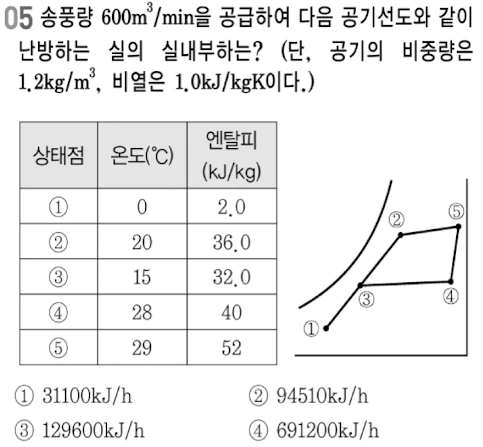 05 송풍량 600m³/min을 공급하여 다음 공기선도와 같이
난방하는 실의 실내부하는? (단, 공기의 비중량은
1.2kg/m³, 비열은 1.0kJ/kgK이다.)
상태점 온도(℃) 엔탈피
(kJ/kg)
① 0 2.0
② 20 36.0
③ 15 32.0
④ 28 40
⑤ 29 52
②
⑤
③
④
①
① 31100kJ/h ② 94510kJ/h
③ 129600kJ/h ④ 691200kJ/h